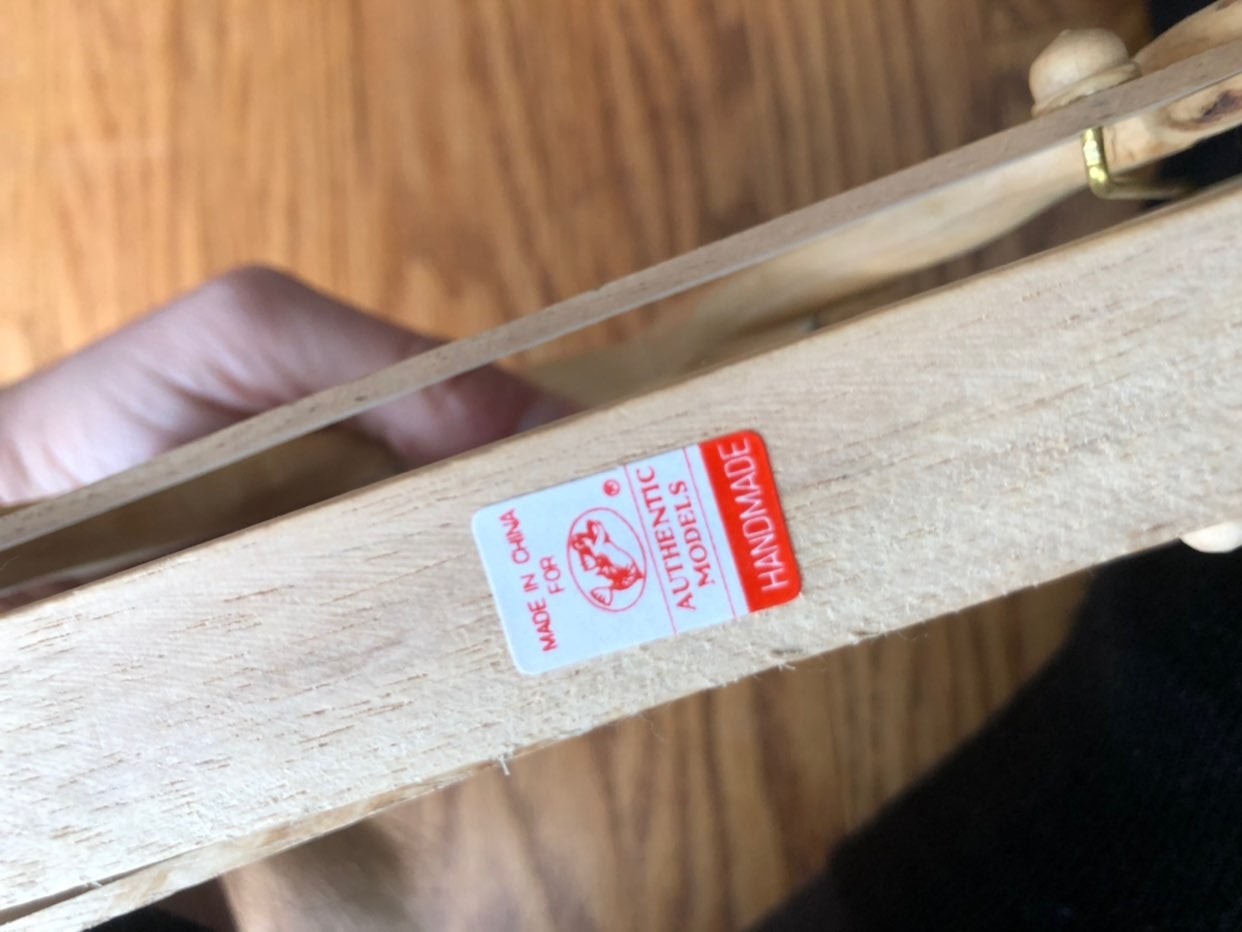 MADE IN CHINA
FOR
®
AUTHENTIC
MODELS
HANDMADE